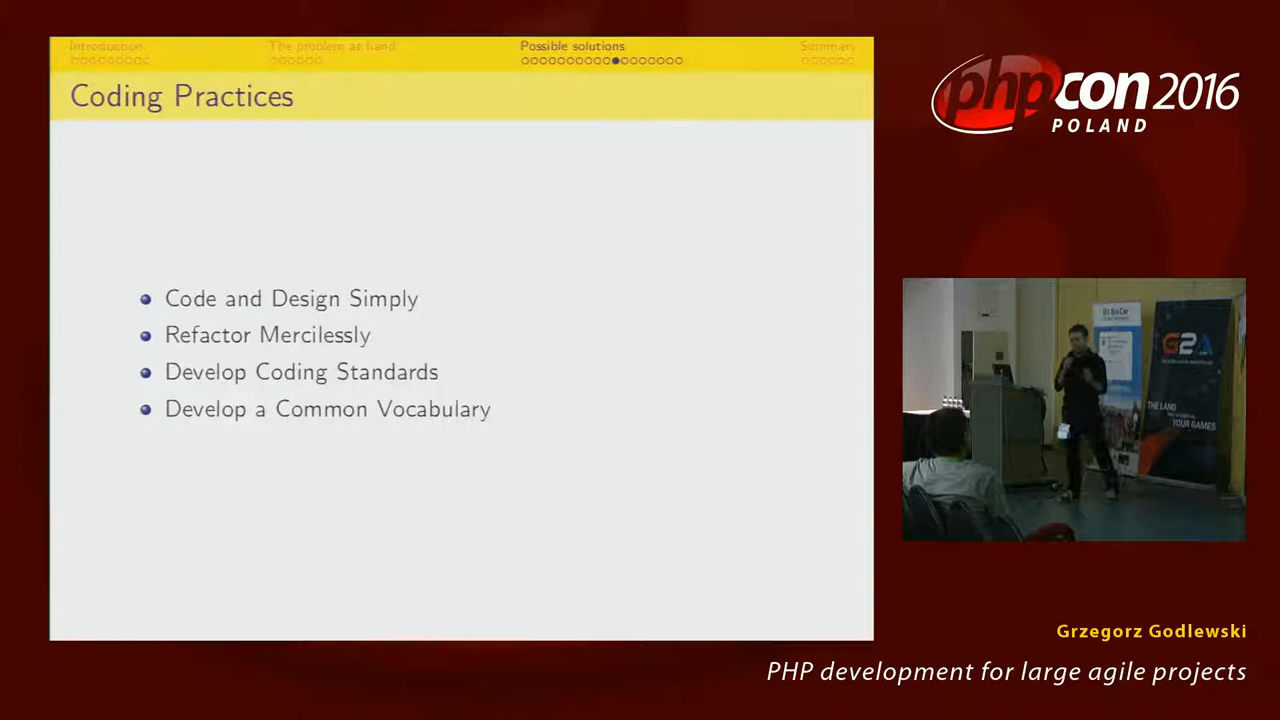 Introduction
The problem at hand
Possible solutions
Summary
Coding Practices
Code and Design Simply
Refactor Mercilessly
Develop Coding Standards
Develop a Common Vocabulary
phpcon 2016
POLAND
G2A
THE LAND
YOUR GAMES
Grzegorz Godlewski
PHP development for large agile projects